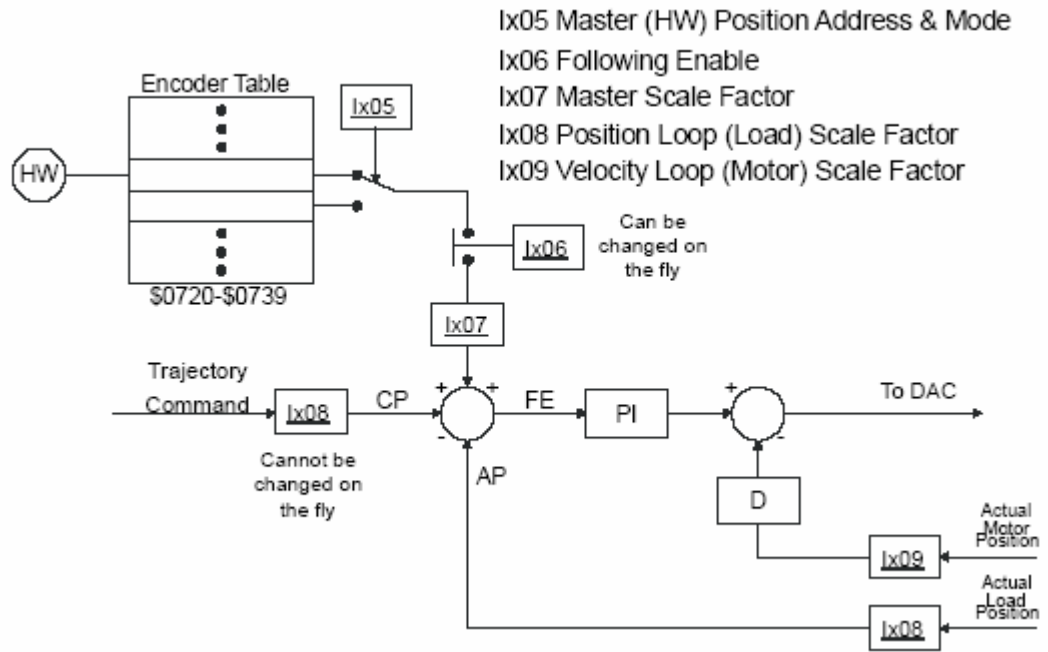 Ix05 Master (HW) Position Address & Mode
Ix06 Following Enable
Ix07 Master Scale Factor
Ix08 Position Loop (Load) Scale Factor
Ix09 Velocity Loop (Motor) Scale Factor
Encoder Table
Ix05
HW
Ix06
Can be
changed on
the fly
$0720-$0739
Ix07
Trajectory
Command
Ix08
CP
+
+
-
FE
PI
+
-
To DAC
Cannot be
changed on
the fly
AP
D
Actual
Motor
Position
Ix09
Actual
Load
Position
Ix08